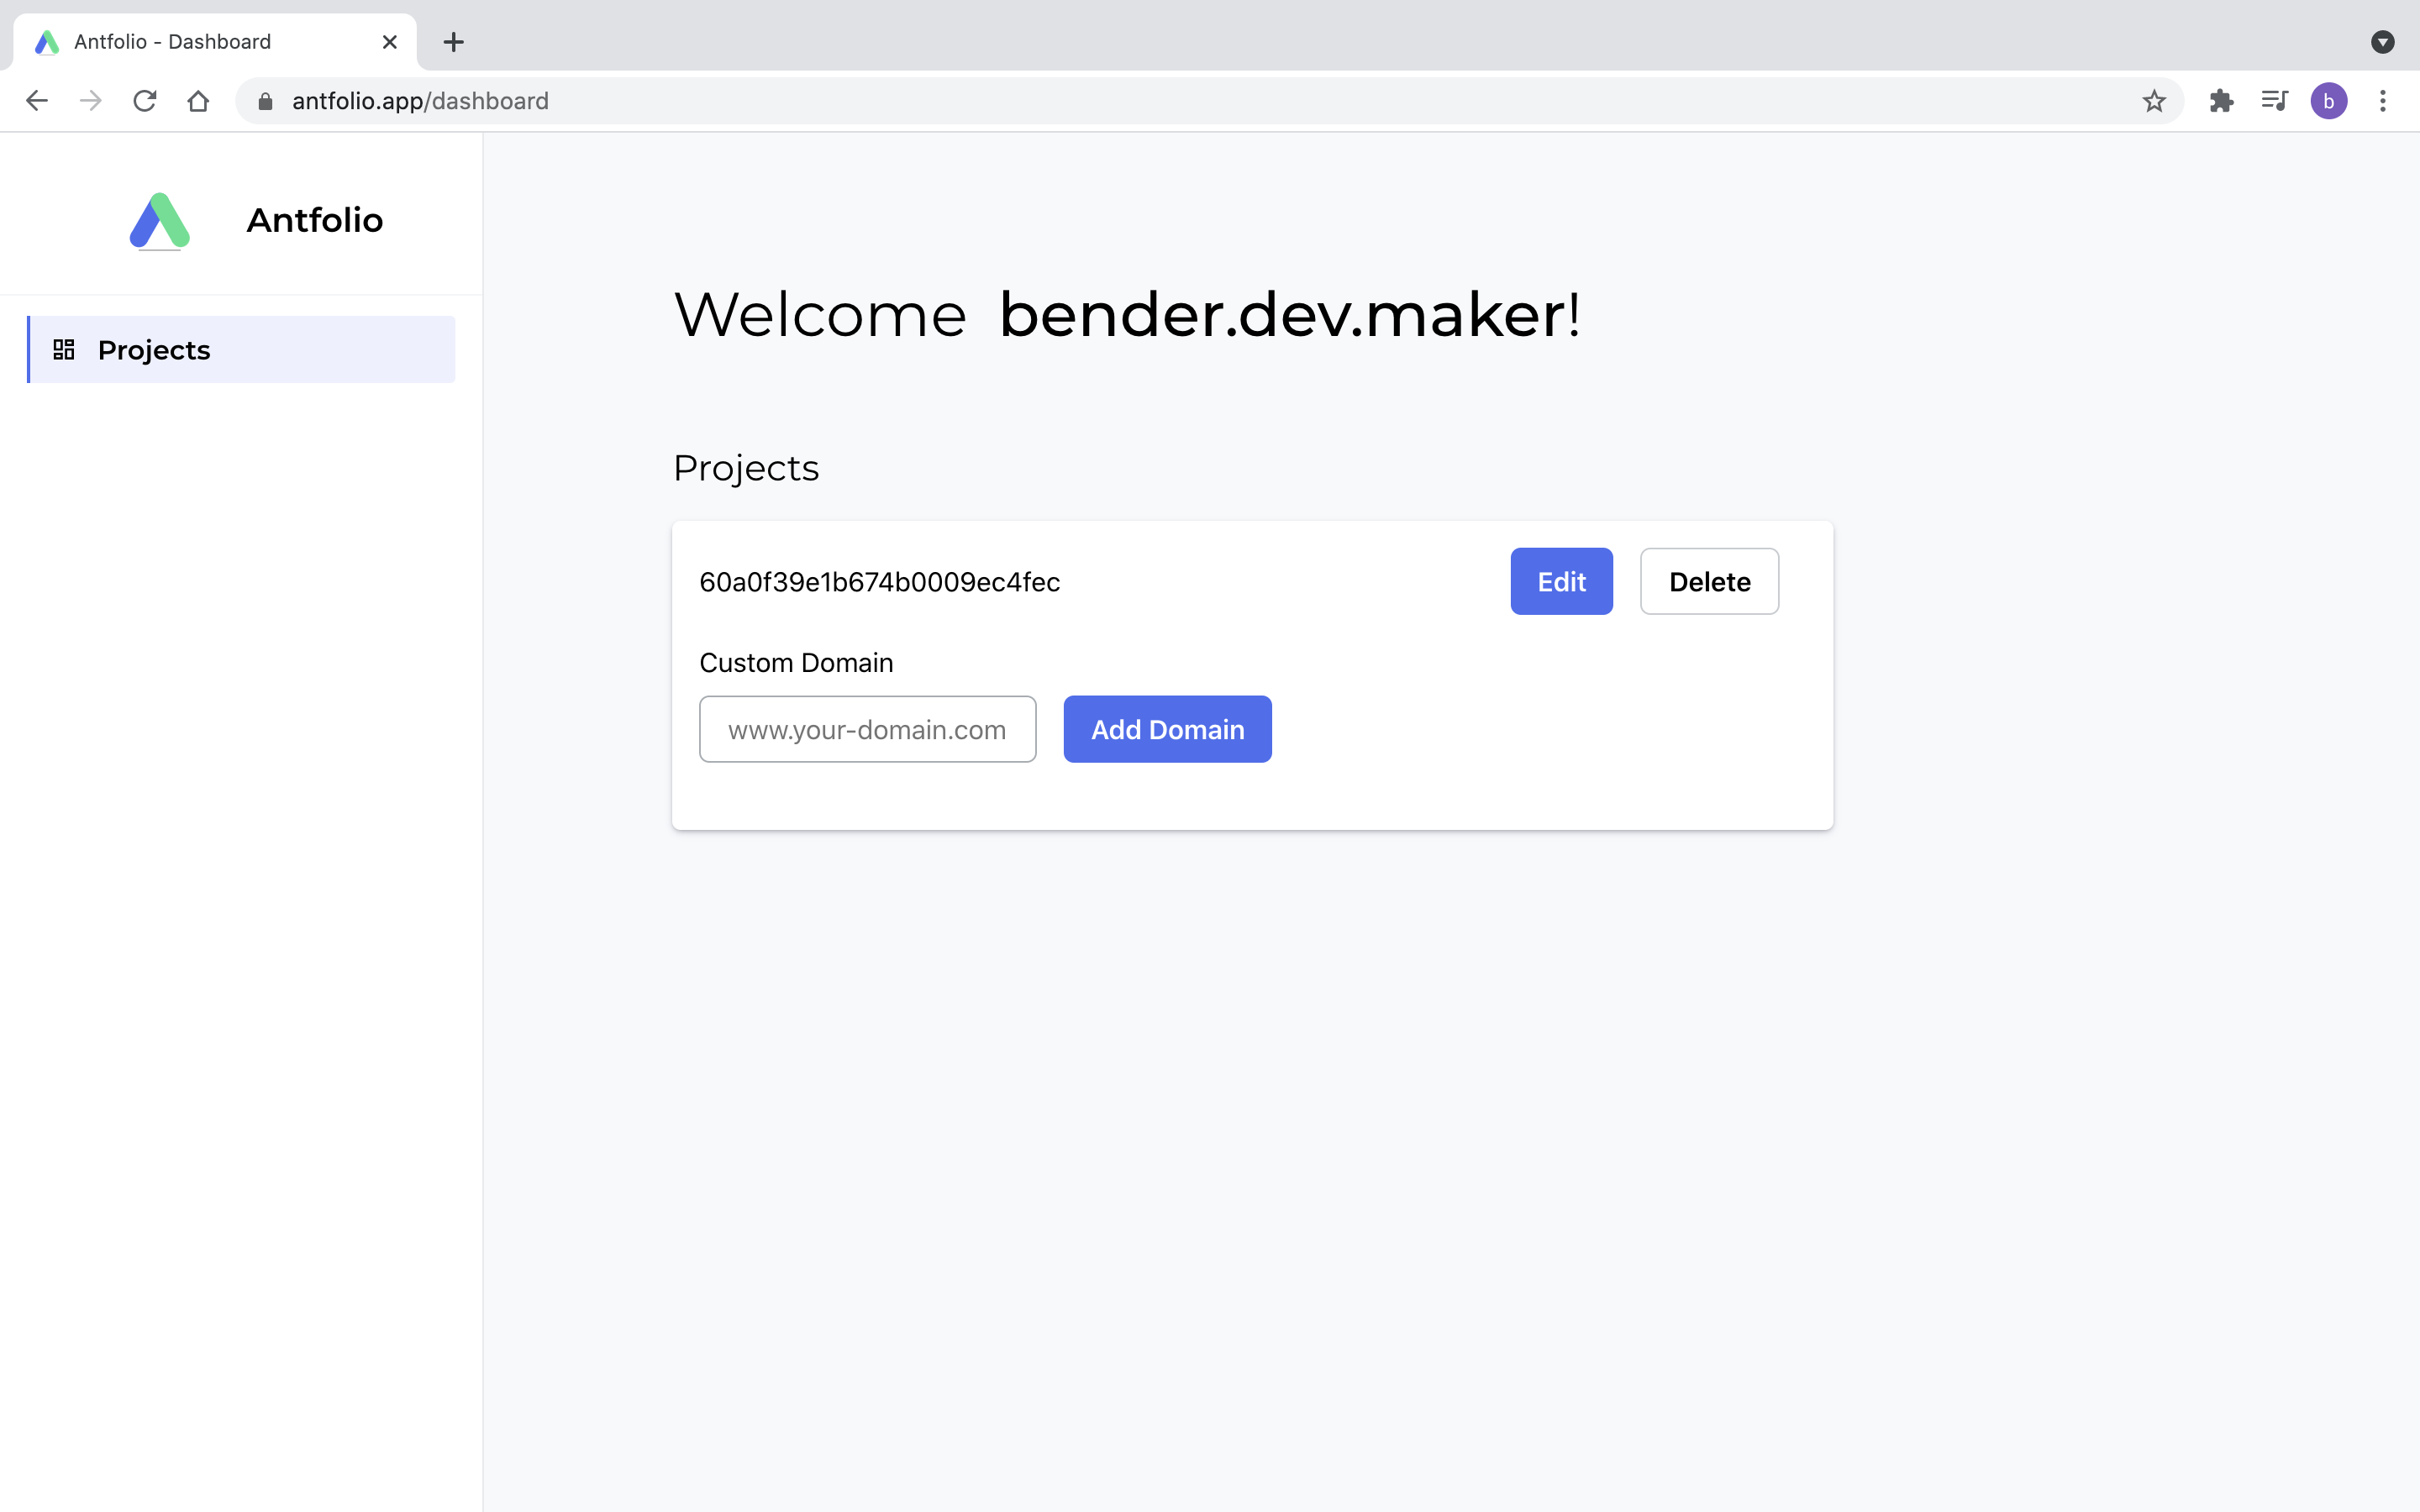 Antfolio - Dashboard
antfolio.app/dashboard
b
Antfolio
Projects
Welcome bender.dev.maker!
Projects
60a0f39e1b674b0009ec4fec
Edit
Delete
Custom Domain
www.your-domain.com
Add Domain